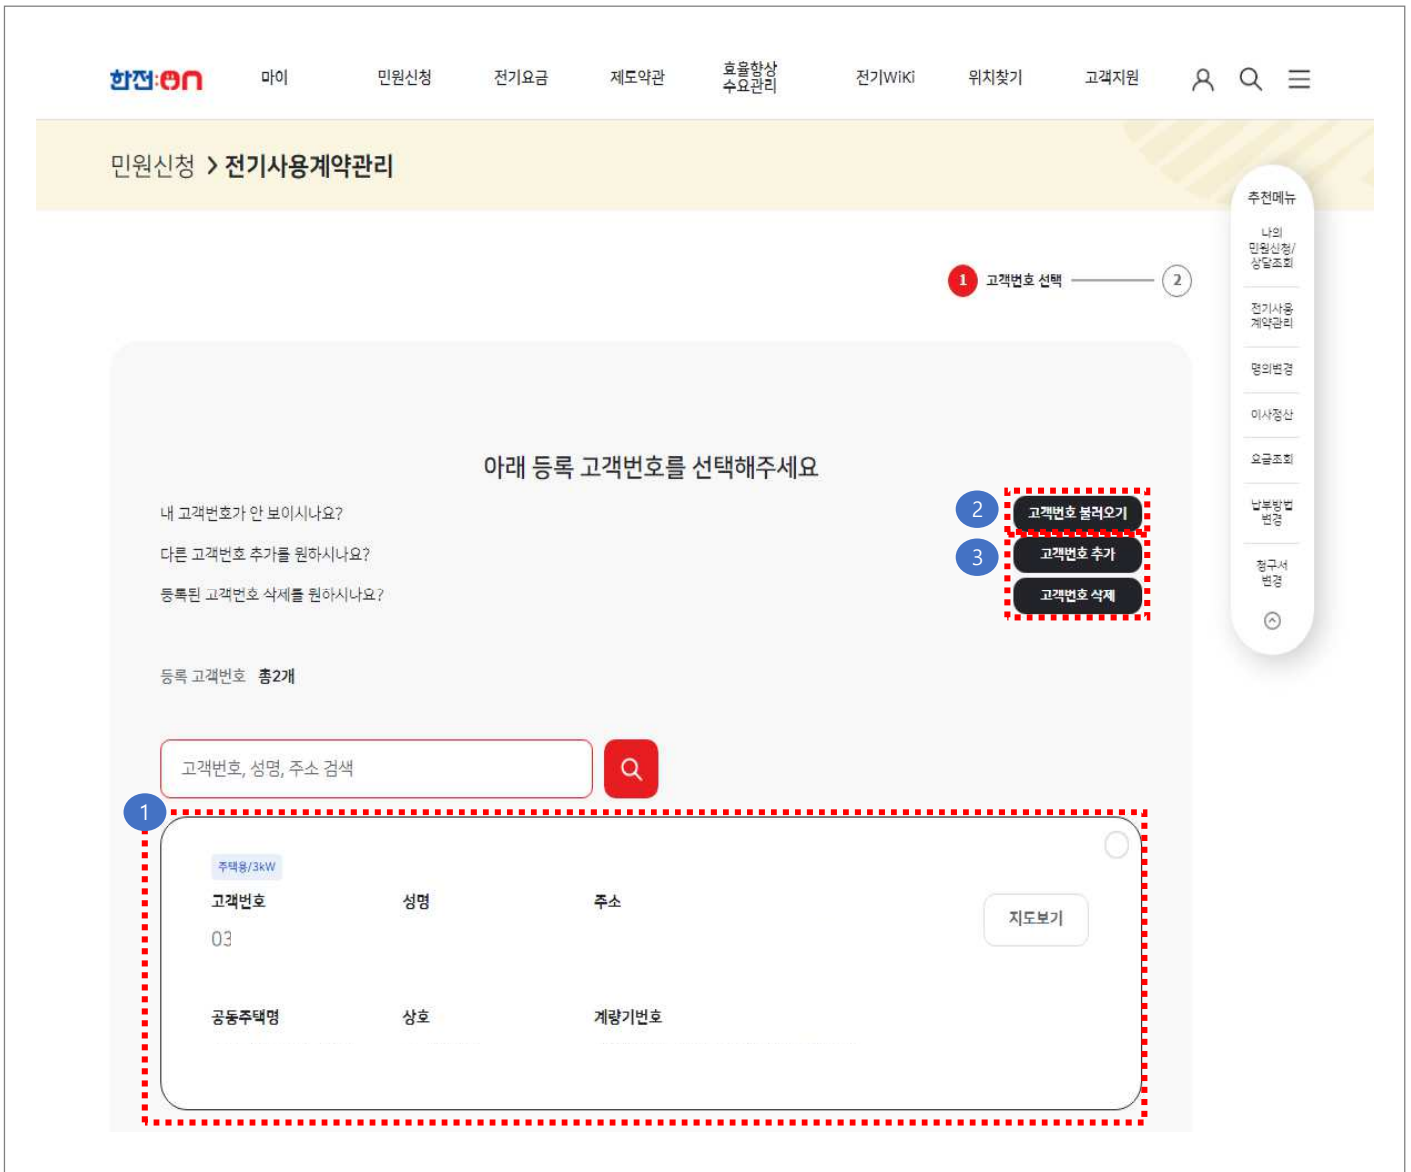 한전:ON
마이 민원신청 전기요금 제도약관 효율향상 수요관리 전기WiKi 위치찾기 고객지원
민원신청 > 전기사용계약관리
추천메뉴
나의
민원신청/
상담조회
전기사용
계약관리
명의변경
이사정산
요금조회
납부방법
변경
청구서
변경
1 고객번호 선택 2
아래 등록 고객번호를 선택해주세요
내 고객번호가 안 보이시나요? 2 고객번호 불러오기
다른 고객번호 추가를 원하시나요? 3 고객번호 추가
등록된 고객번호 삭제를 원하시나요? 고객번호 삭제
등록 고객번호 총2개
고객번호, 성명, 주소 검색
1
주택용/3kW
고객번호 성명 주소
03
지도보기
공동주택명 상호 계량기번호